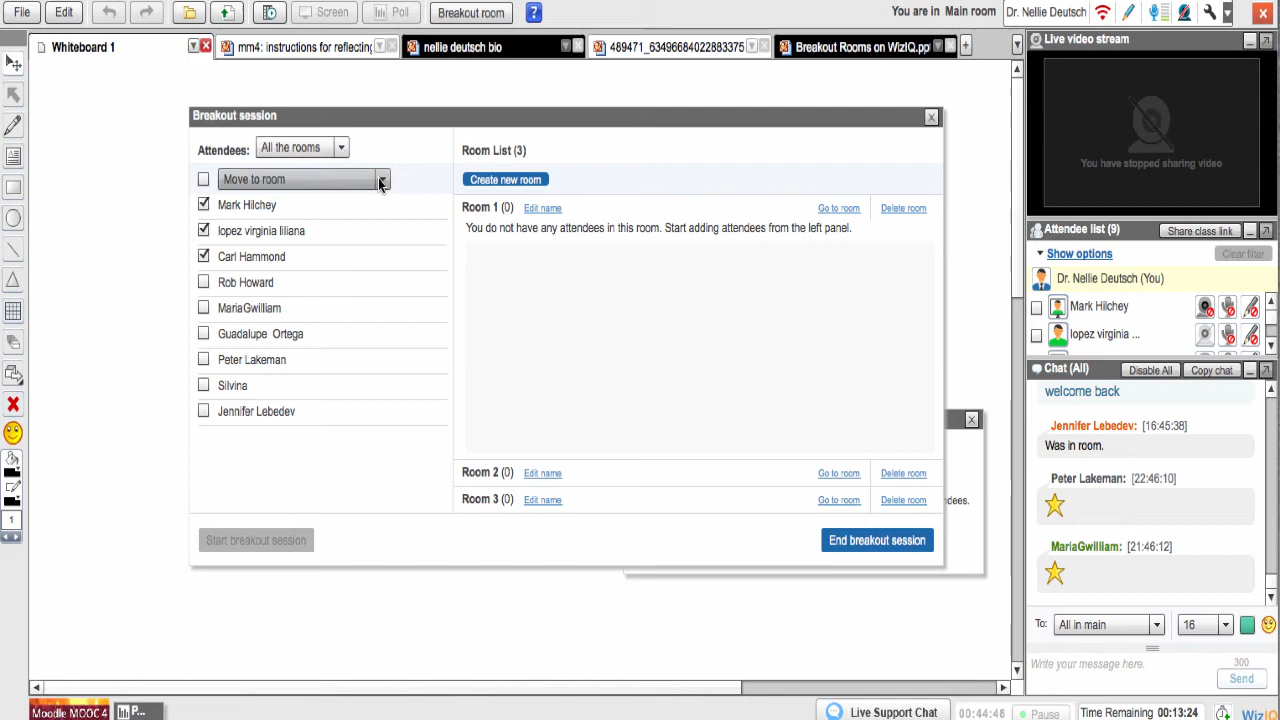 File Edit Screen Poll Breakout room ? You are in Main room Dr. Nellie Deutsch
Whiteboard 1
mm4: instructions for reflecting
nellie deutsch bio
489471_63496684022883375
Breakout Rooms on WizIQ.ppt
Breakout session
Attendees: All the rooms
Move to room
Mark Hilchey
lopez virginia liliana
Carl Hammond
Rob Howard
MariaGwilliam
Guadalupe Ortega
Peter Lakeman
Silvina
Jennifer Lebedev
Start breakout session
Room List (3)
Create new room
Room 1 (0) Edit name Go to room Delete room
You do not have any attendees in this room. Start adding attendees from the left panel.
Room 2 (0) Edit name Go to room Delete room
Room 3 (0) Edit name Go to room Delete room
End breakout session
dees.
Live video stream
You have stopped sharing video
Attendee list (9) Share class link
Show options Clear filter
Dr. Nellie Deutsch (You)
Mark Hilchey
lopez virginia ...
Chat (All) Disable All Copy chat
welcome back
Jennifer Lebedev: [16:45:38]
Was in room.
Peter Lakeman: [22:46:10]
MariaGwilliam: [21:46:12]
To: All in main 16
Write your message here. 300
Send
1
Moodle MOOC 4 P... Live Support Chat 00:44:46 Pause Time Remaining 00:13:24 WizIQ